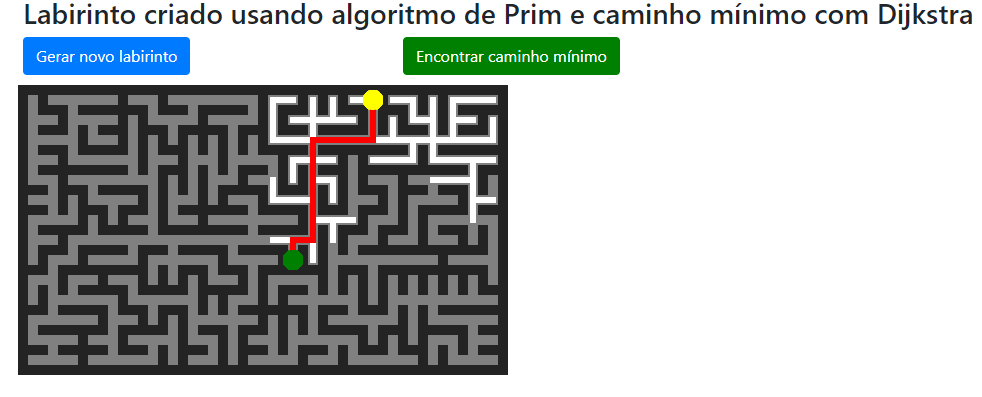 Labirinto criado usando algoritmo de Prim e caminho mínimo com Dijkstra
Gerar novo labirinto
Encontrar caminho mínimo